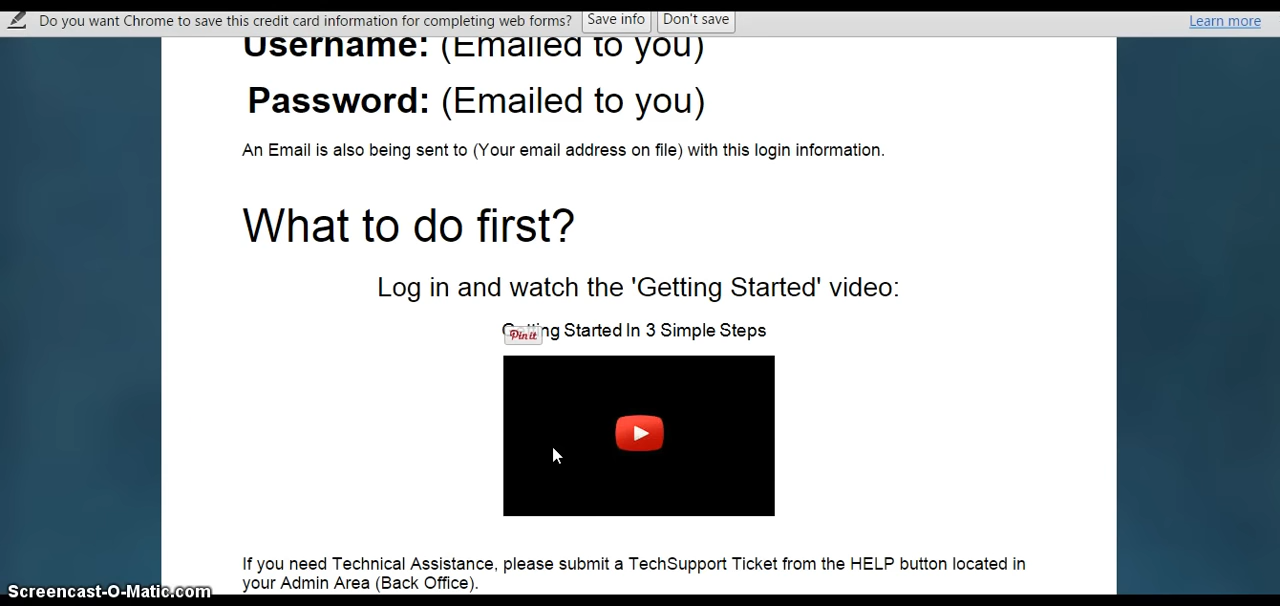 Do you want Chrome to save this credit card information for completing web forms? Save info Don't save Learn more
Username: (Emailed to you)
Password: (Emailed to you)
An Email is also being sent to (Your email address on file) with this login information.
What to do first?
Log in and watch the 'Getting Started' video:
Getting Started In 3 Simple Steps
Pin it
If you need Technical Assistance, please submit a TechSupport Ticket from the HELP button located in
your Admin Area (Back Office).
Screencast-O-Matic.com